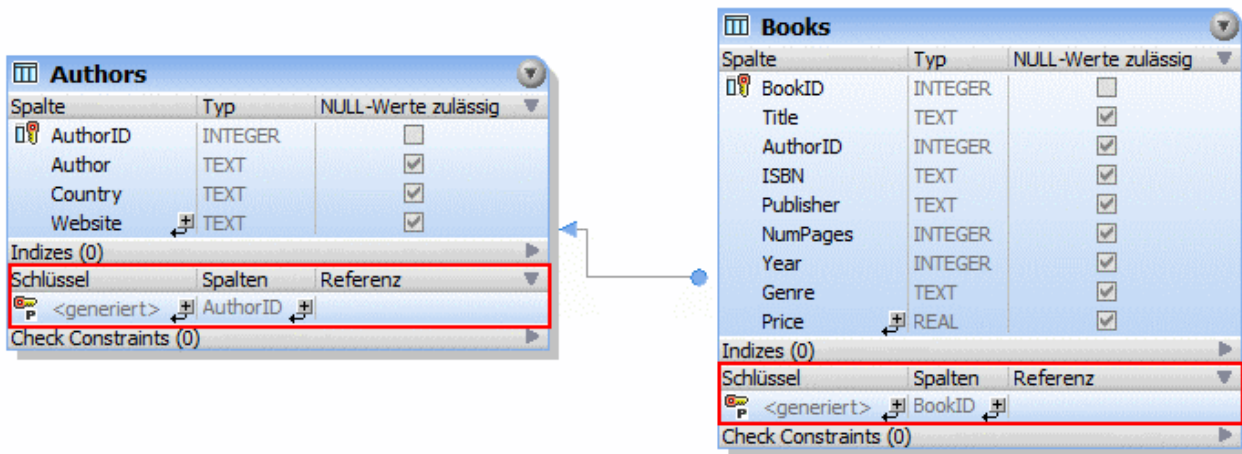 Authors
Spalte Typ NULL-Werte zulässig
AuthorID INTEGER
Author TEXT
Country TEXT
Website TEXT
Indizes (0)
Schlüssel Spalten Referenz
P <generiert> AuthorID
Check Constraints (0)
Books
Spalte Typ NULL-Werte zulässig
BookID INTEGER
Title TEXT
AuthorID INTEGER
ISBN TEXT
Publisher TEXT
NumPages INTEGER
Year INTEGER
Genre TEXT
Price REAL
Indizes (0)
Schlüssel Spalten Referenz
P <generiert> BookID
Check Constraints (0)